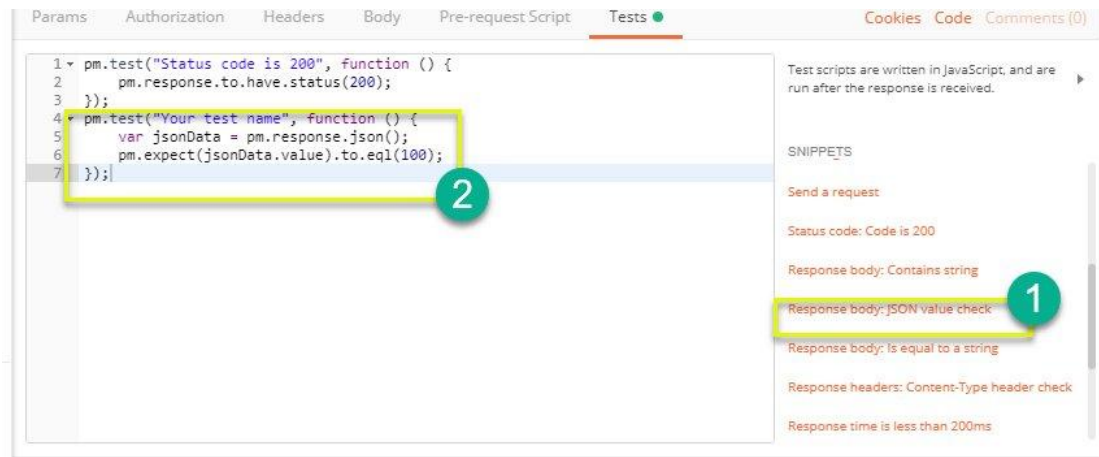 Params Authorization Headers Body Pre-request Script Tests Cookies Code Comments (0)
1 pm.test("Status code is 200", function () {
2     pm.response.to.have.status(200);
3 });
4 pm.test("Your test name", function () {
5     var jsonData = pm.response.json();
6     pm.expect(jsonData.value).to.eql(100);
7 });
2
Test scripts are written in JavaScript, and are
run after the response is received.
SNIPPETS
Send a request
Status code: Code is 200
Response body: Contains string
1
Response body: JSON value check
Response body: Is equal to a string
Response headers: Content-Type header check
Response time is less than 200ms